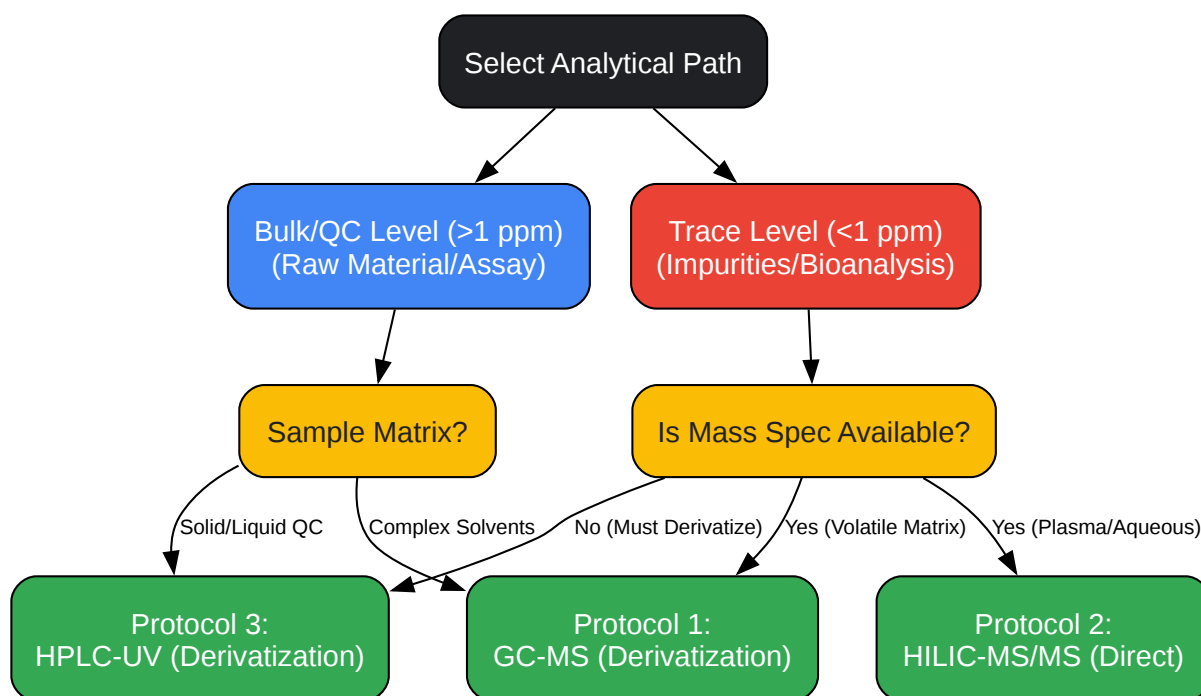 Select Analytical Path
Bulk/QC Level (>1 ppm)
(Raw Material/Assay)
Trace Level (<1 ppm)
(Impurities/Bioanalysis)
Sample Matrix?
Is Mass Spec Available?
Solid/Liquid QC
Complex Solvents
No (Must Derivatize)
Yes (Volatile Matrix)
Yes (Plasma/Aqueous)
Protocol 3:
HPLC-UV (Derivatization)
Protocol 1:
GC-MS (Derivatization)
Protocol 2:
HILIC-MS/MS (Direct)